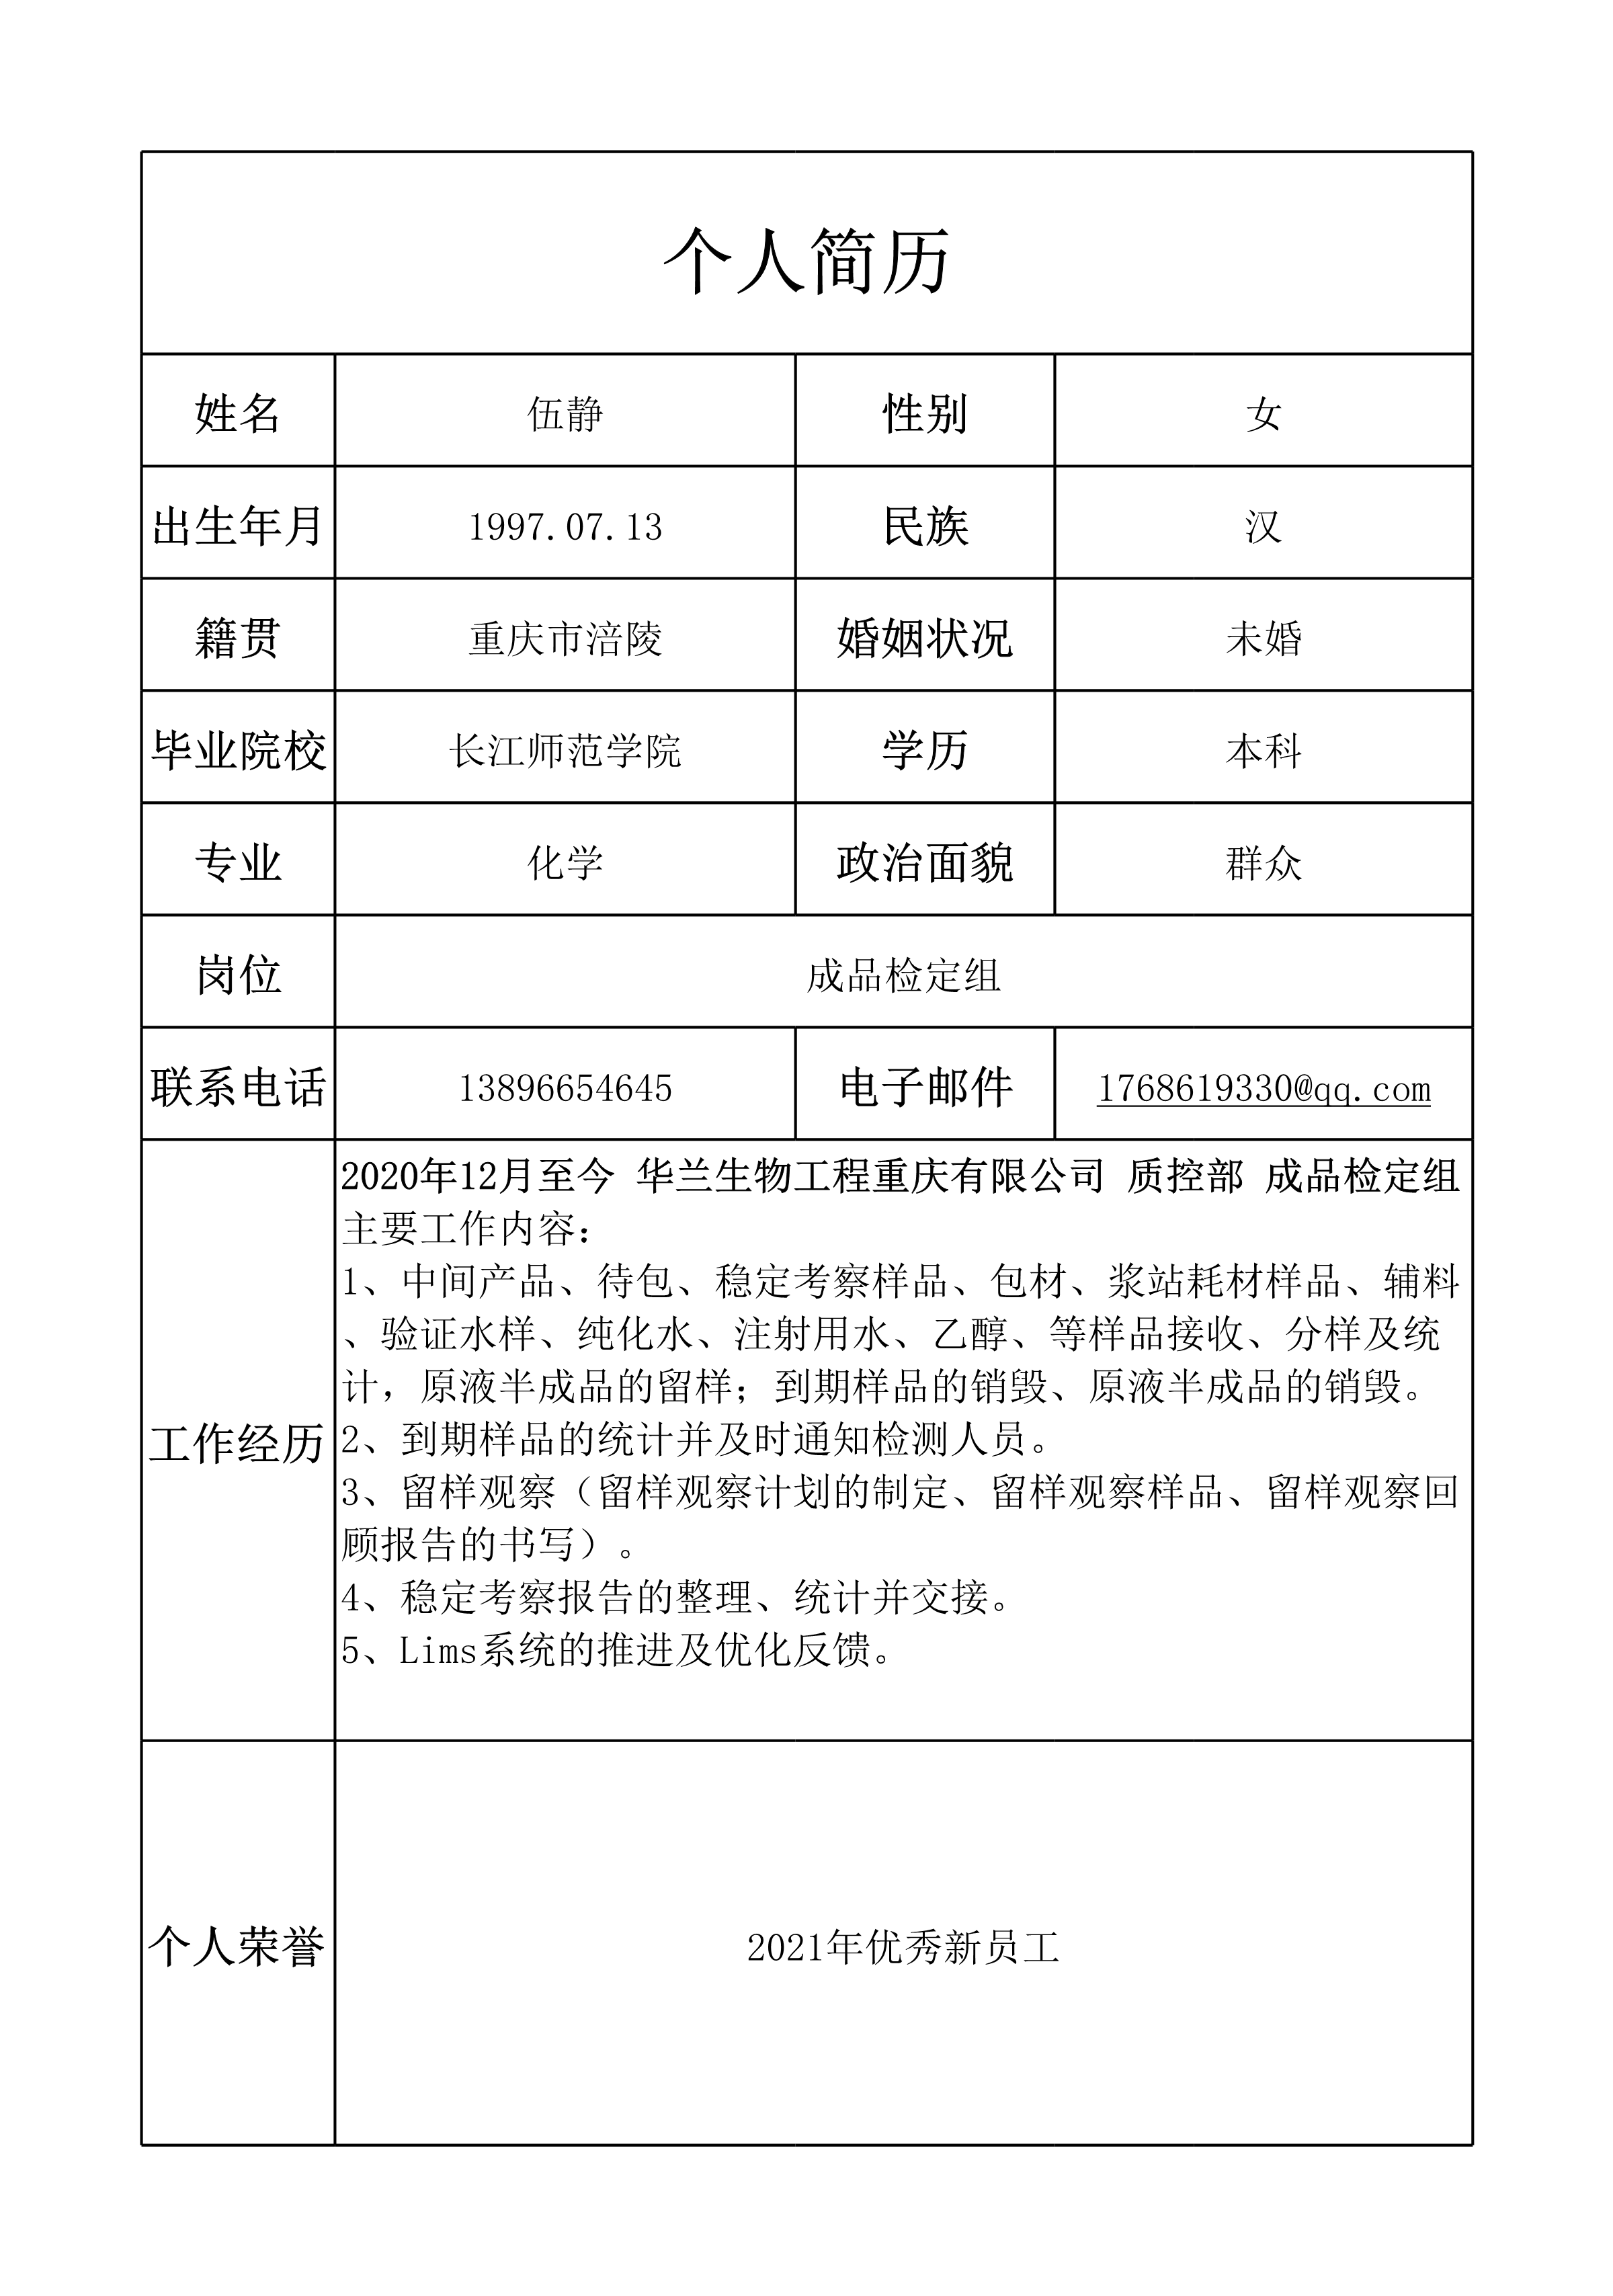 个人简历
姓名 伍静 性别 女
出生年月 1997.07.13 民族 汉
籍贯 重庆市涪陵 婚姻状况 未婚
毕业院校 长江师范学院 学历 本科
专业 化学 政治面貌 群众
岗位 成品检定组
联系电话 13896654645 电子邮件 1768619330@qq.com
工作经历
2020年12月至今 华兰生物工程重庆有限公司 质控部 成品检定组
主要工作内容：
1、中间产品、待包、稳定考察样品、包材、浆站耗材样品、辅料
、验证水样、纯化水、注射用水、乙醇、等样品接收、分样及统
计，原液半成品的留样；到期样品的销毁、原液半成品的销毁。
2、到期样品的统计并及时通知检测人员。
3、留样观察（留样观察计划的制定、留样观察样品、留样观察回
顾报告的书写）。
4、稳定考察报告的整理、统计并交接。
5、Lims系统的推进及优化反馈。
个人荣誉 2021年优秀新员工